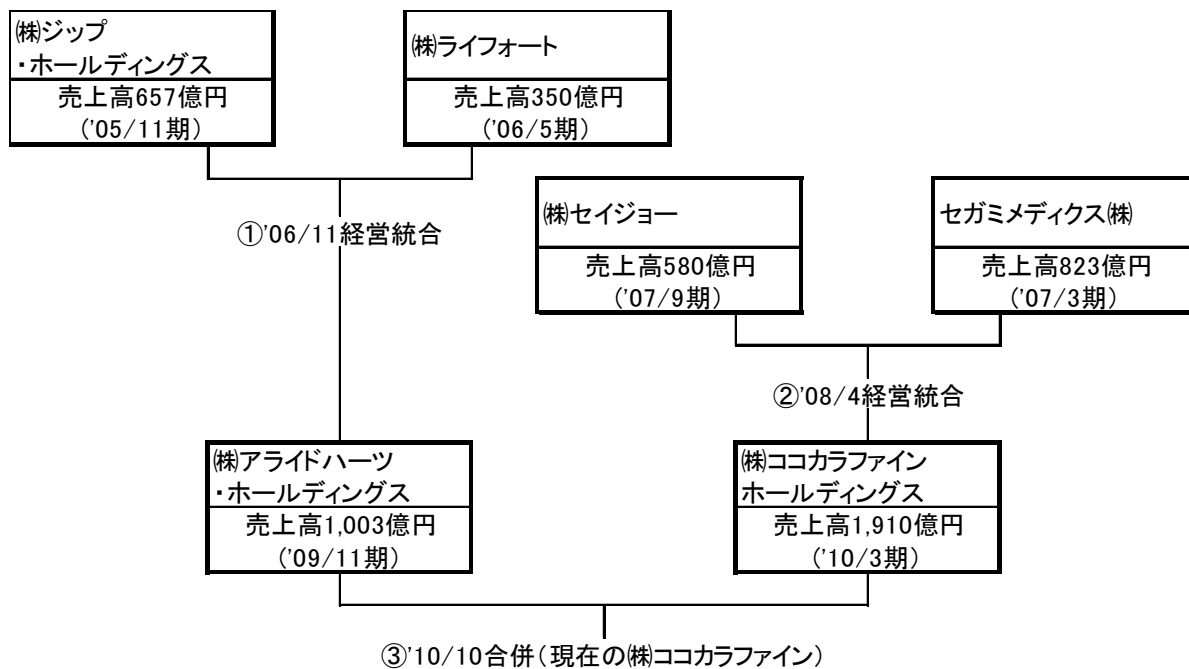 ㈱ジップ
・ホールディングス
売上高657億円
('05/11期)
㈱ライフォート
売上高350億円
('06/5期)
①'06/11経営統合
㈱セイジョー
売上高580億円
('07/9期)
セガミメディクス㈱
売上高823億円
('07/3期)
②'08/4経営統合
㈱アライドハーツ
・ホールディングス
売上高1,003億円
('09/11期)
㈱ココカラファイン
ホールディングス
売上高1,910億円
('10/3期)
③'10/10合併(現在の㈱ココカラファイン)